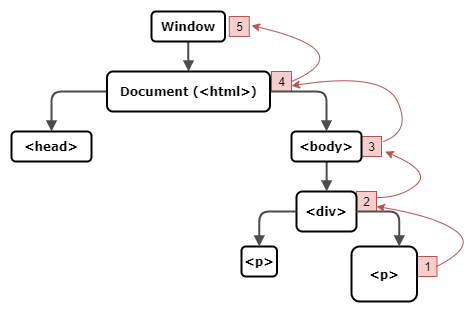 Window
5
Document (<html>)
4
<head>
<body>
3
<div>
2
<p>
<p>
1